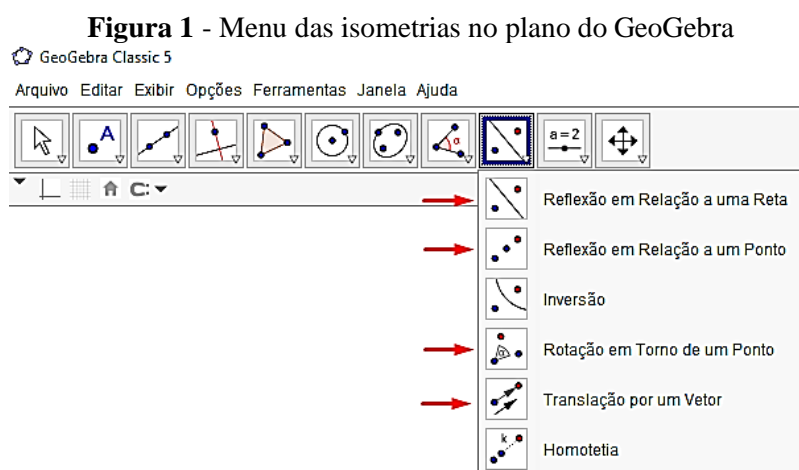 Figura 1 - Menu das isometrias no plano do GeoGebra
GeoGebra Classic 5
Arquivo Editar Exibir Opções Ferramentas Janela Ajuda
A
α
a=2
C:
Reflexão em Relação a uma Reta
Reflexão em Relação a um Ponto
Inversão
α
Rotação em Torno de um Ponto
Translação por um Vetor
k
Homotetia